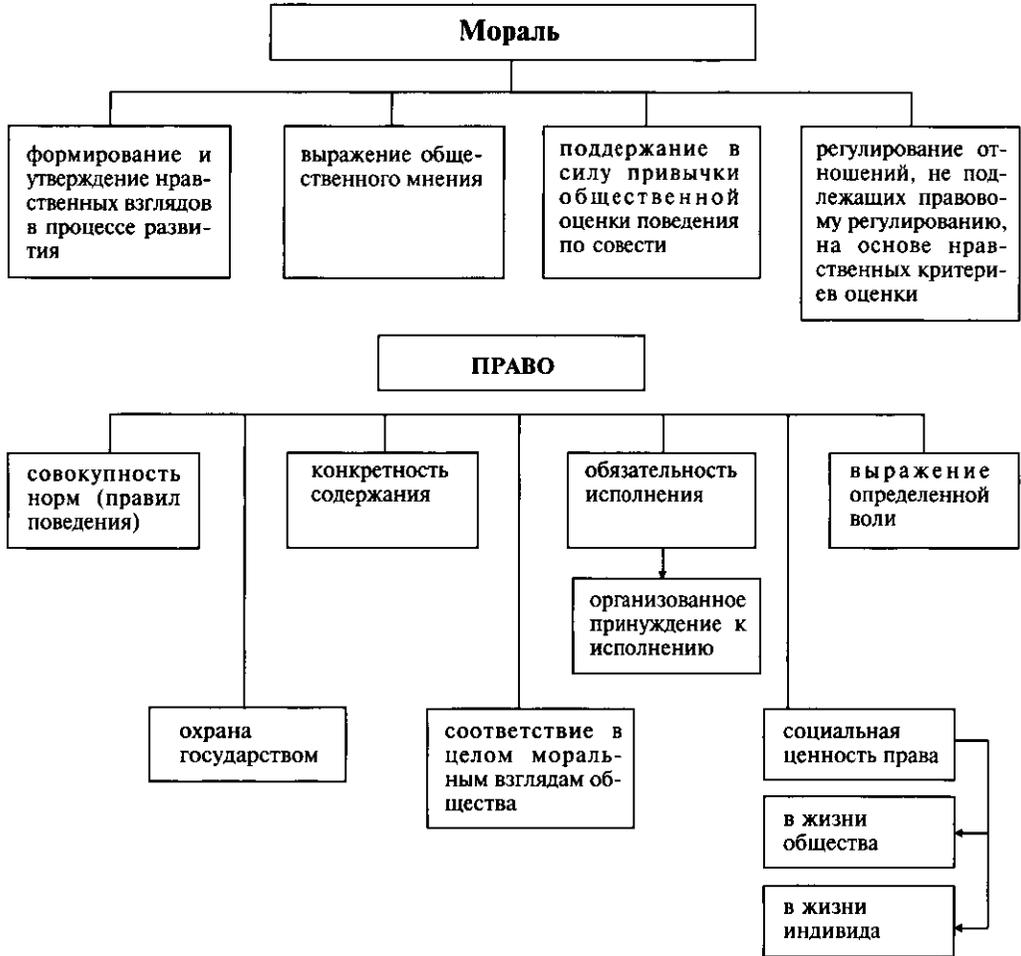 Мораль
формирование и
утверждение нрав-
ственных взглядов
в процессе разви-
тия
выражение обще-
ственного мнения
поддержание в
силу привычки
общественной
оценки поведения
по совести
регулирование от-
ношений, не под-
лежащих правово-
му регулированию,
на основе нрав-
ственных критери-
ев оценки
ПРАВО
совокупность
норм (правил
поведения)
конкретность
содержания
обязательность
исполнения
выражение
определенной
воли
организованное
принуждение к
исполнению
охрана
государством
соответствие в
целом мораль-
ным взглядам об-
щества
социальная
ценность права
в жизни
общества
в жизни
индивида